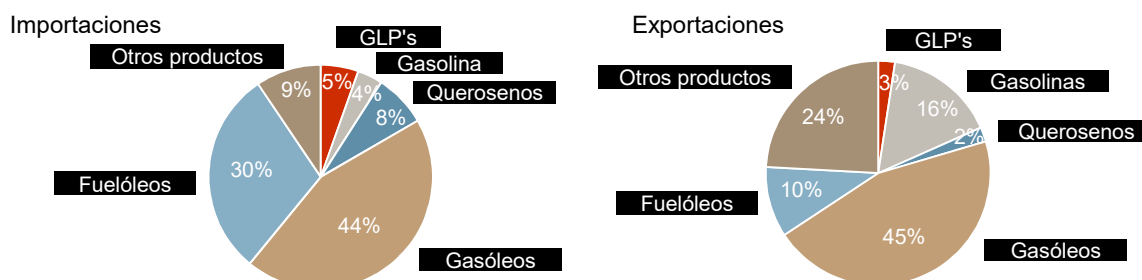 Importaciones
GLP's
Otros productos
Gasolina
5%
9%
4%
Querosenos
8%
30%
Fuelóleos
44%
Gasóleos
Exportaciones
GLP's
Otros productos
3%
Gasolinas
16%
24%
Querosenos
2%
10%
Fuelóleos
45%
Gasóleos